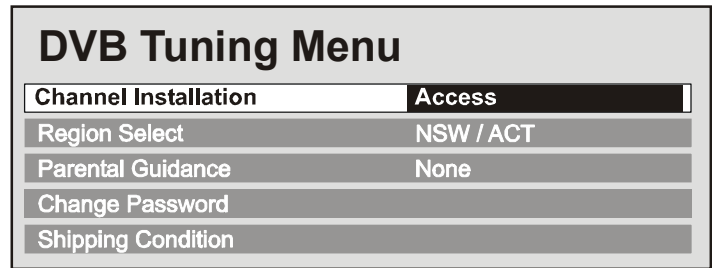 DVB Tuning Menu
Channel Installation Access
Region Select NSW / ACT
Parental Guidance None
Change Password
Shipping Condition